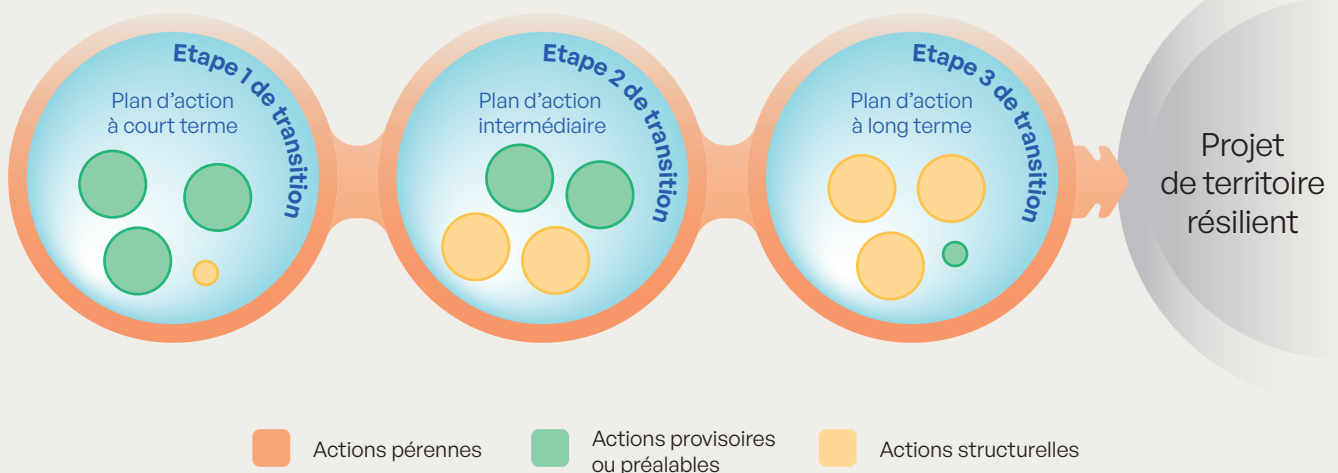 Etape 1 de transition
Plan d'action
à court terme
Etape 2 de transition
Plan d'action
intermédiaire
Etape 3 de transition
Plan d'action
à long terme
Projet
de territoire
résilient
Actions pérennes
Actions provisoires
ou préalables
Actions structurelles